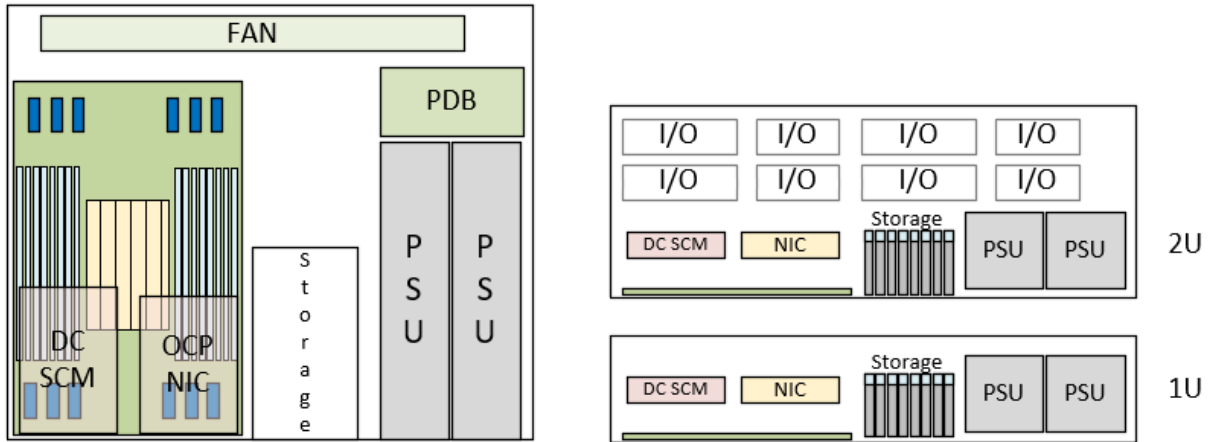 FAN
PDB
P
S
U
P
S
U
S
t
o
r
a
g
e
DC
SCM
OCP
NIC
I/O I/O I/O I/O
I/O I/O I/O I/O
Storage
DC SCM NIC PSU PSU 2U
Storage
DC SCM NIC PSU PSU 1U